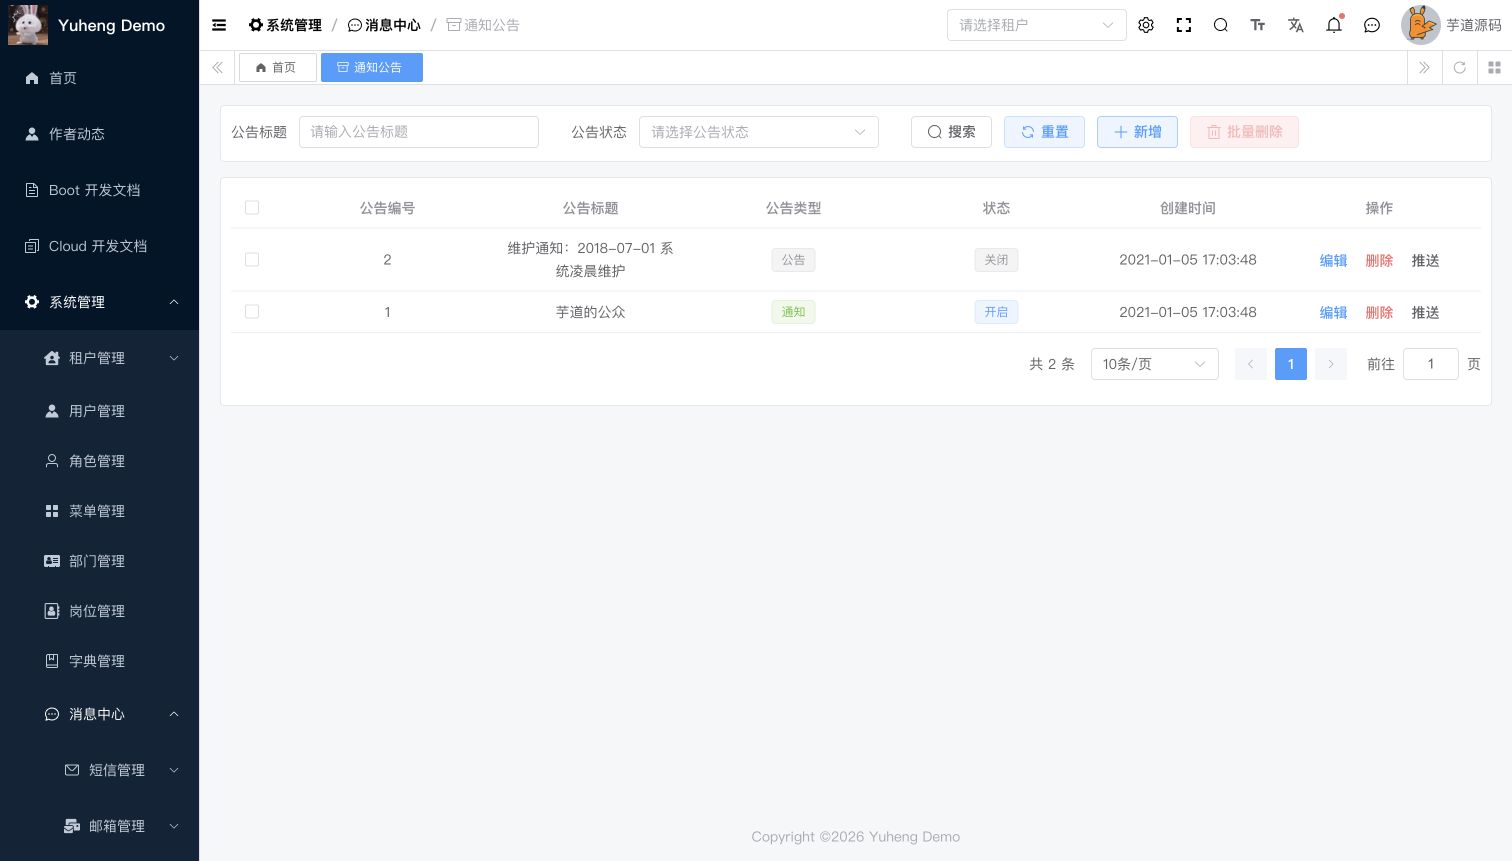 Yuheng Demo
首页
作者动态
Boot 开发文档
Cloud 开发文档
系统管理
租户管理
用户管理
角色管理
菜单管理
部门管理
岗位管理
字典管理
消息中心
短信管理
邮箱管理
系统管理 / 消息中心 / 通知公告
请选择租户
芋道源码
首页
通知公告
公告标题 请输入公告标题 公告状态 请选择公告状态 搜索 重置 新增 批量删除
公告编号 公告标题 公告类型 状态 创建时间 操作
2 维护通知：2018-07-01 系 公告 关闭 2021-01-05 17:03:48 编辑 删除 推送
统凌晨维护
1 芋道的公众 通知 开启 2021-01-05 17:03:48 编辑 删除 推送
共 2 条 10条/页 1 前往 1 页
Copyright ©2026 Yuheng Demo